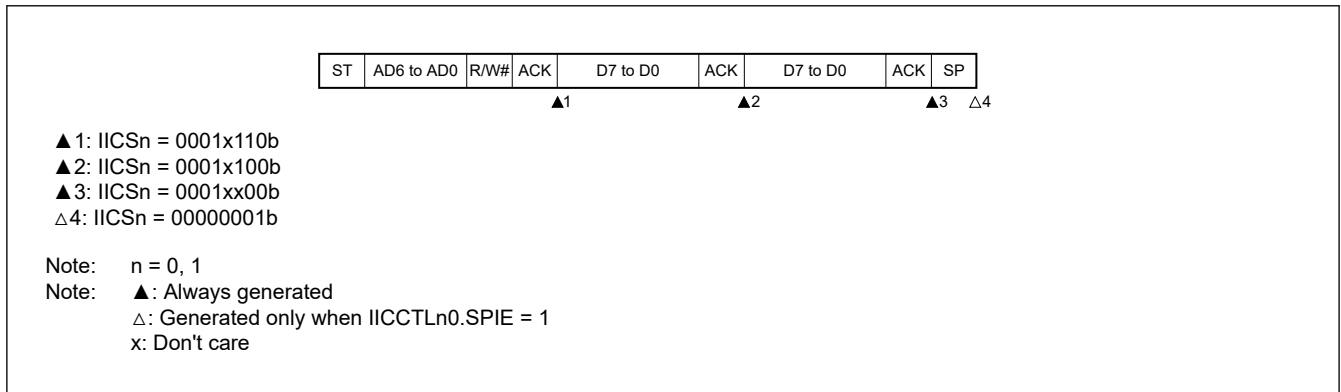 ST AD6 to AD0 R/W# ACK D7 to D0 ACK D7 to D0 ACK SP
▲1 ▲2 ▲3 △4
▲1: IICSn = 0001x110b
▲2: IICSn = 0001x100b
▲3: IICSn = 0001xx00b
△4: IICSn = 00000001b
Note: n = 0, 1
Note: ▲: Always generated
△: Generated only when IICCTLn0.SPIE = 1
x: Don't care